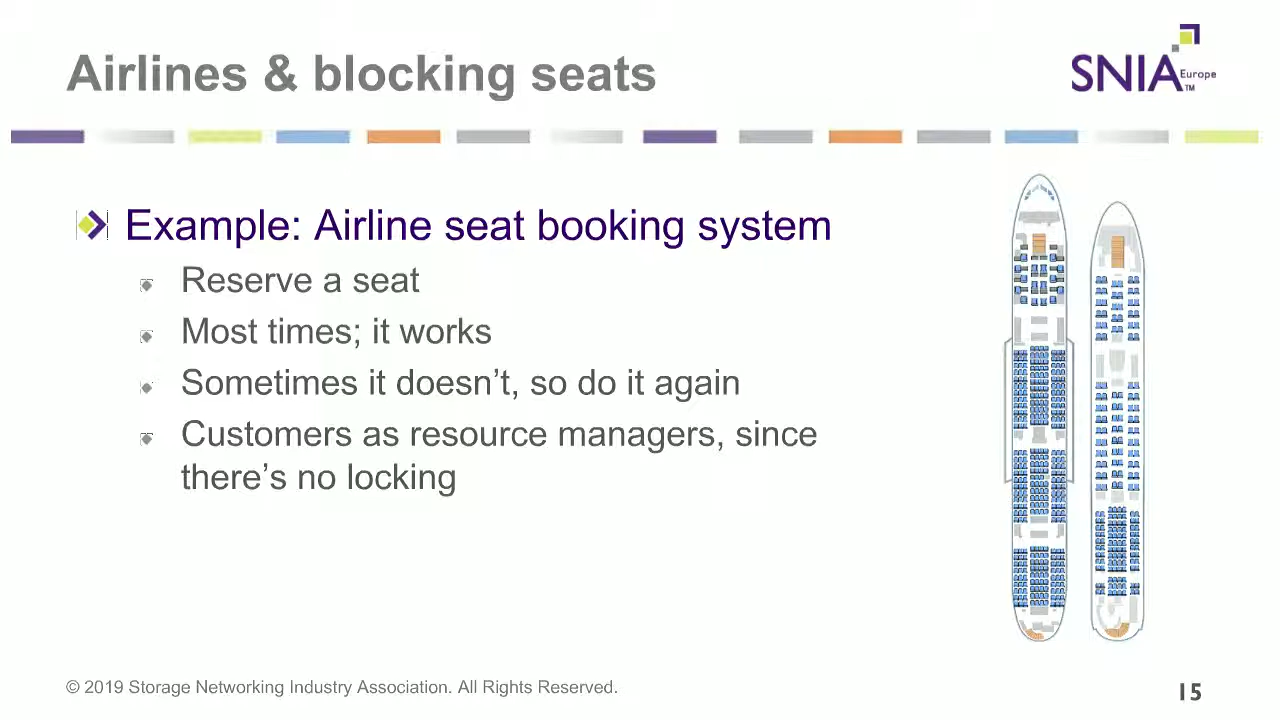 Airlines & blocking seats
SNIA Europe
TM
Example: Airline seat booking system
Reserve a seat
Most times; it works
Sometimes it doesn’t, so do it again
Customers as resource managers, since
there’s no locking
© 2019 Storage Networking Industry Association. All Rights Reserved.
15